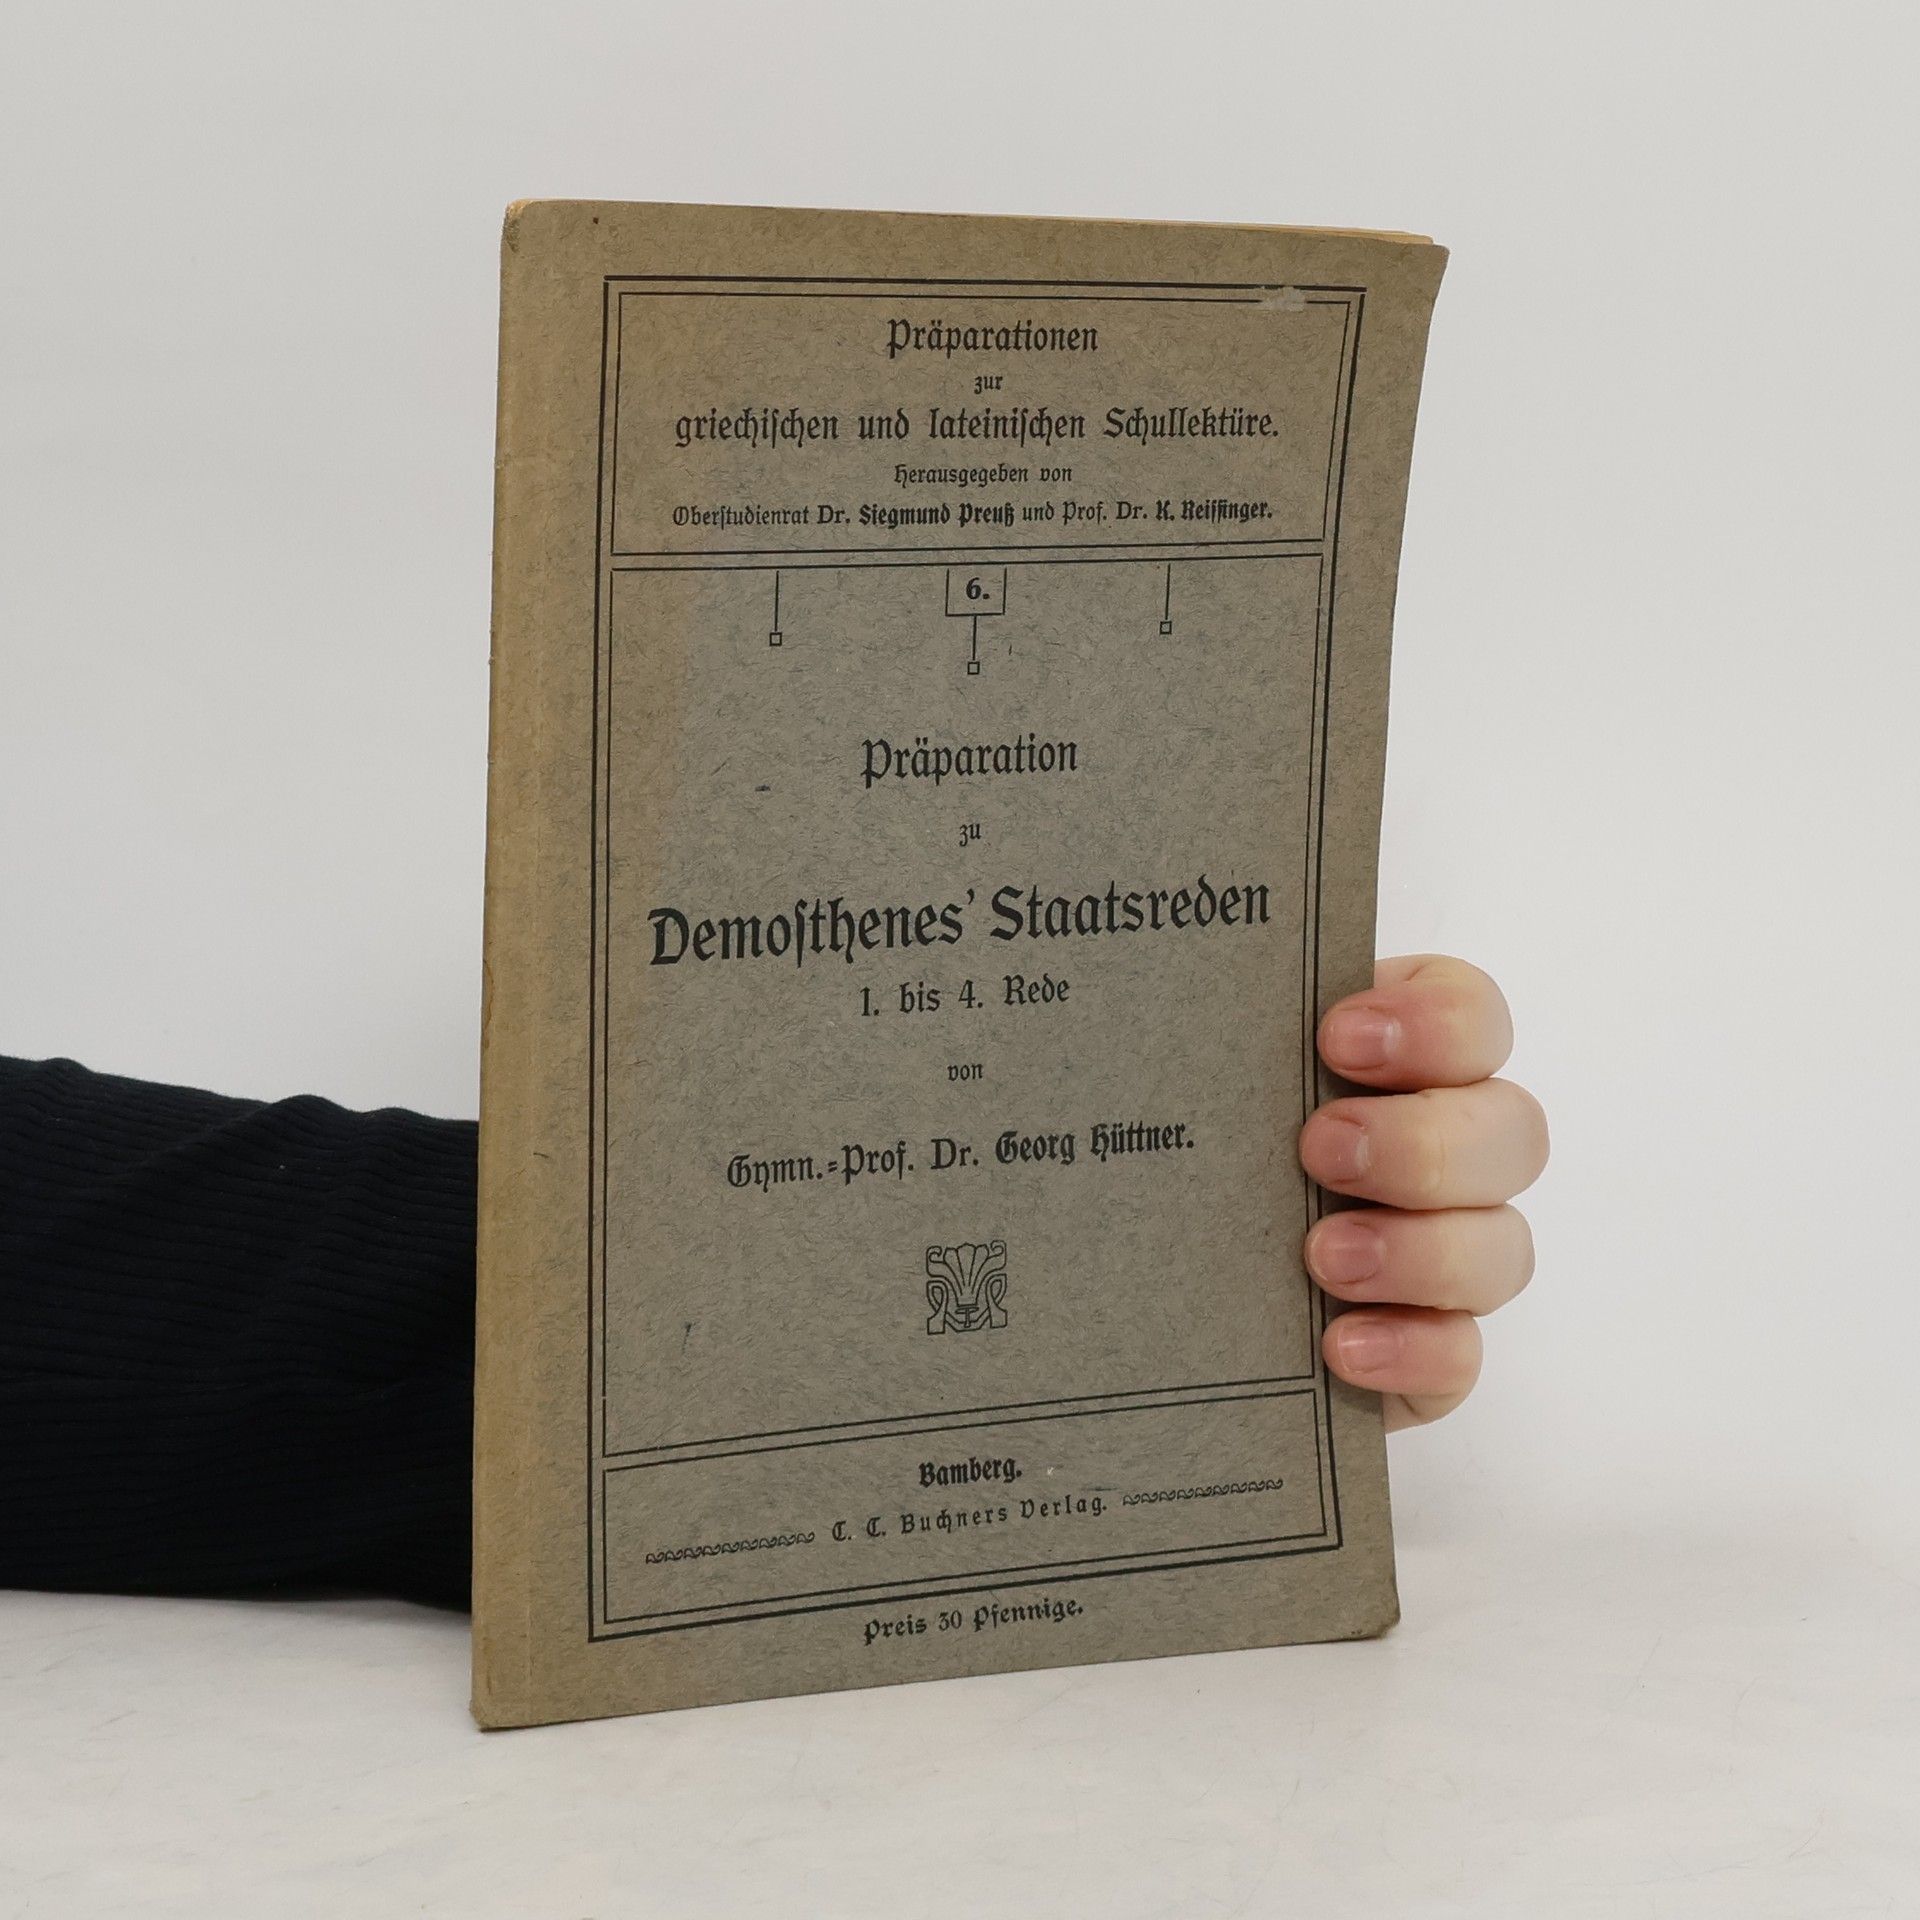 Präparationen
zur
griechiſchen und lateiniſchen Schullektüre.
Herausgegeben von
Oberſtudienrat Dr. Siegmund Preuß und Prof. Dr. K. Reiſſinger.
6.
Präparation
zu
Demoſthenes’ Staatsreden
1. bis 4. Rede
von
Gymn.=Prof. Dr. Georg Hüttner.
Bamberg.
C. C. Buchners Verlag.
Preis 30 Pfennige.